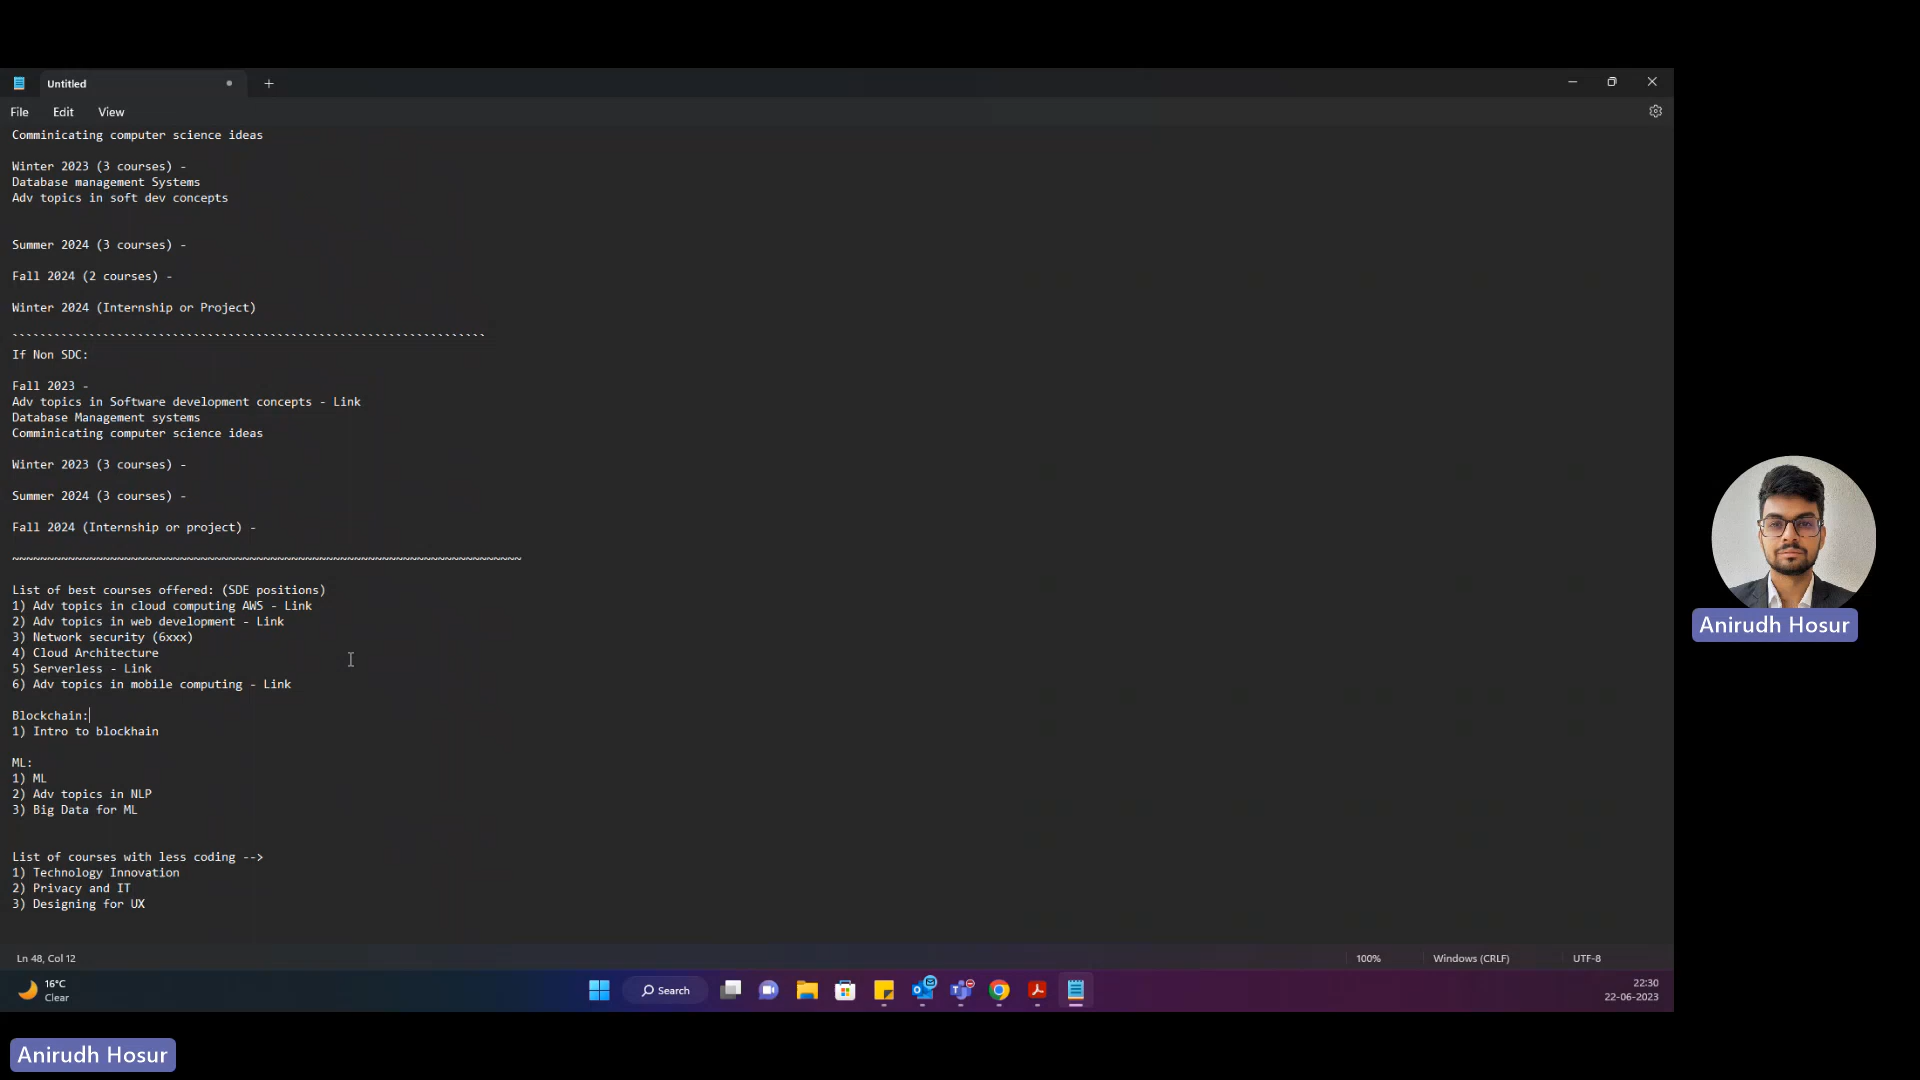 Untitled
File
Edit
View
Comminicating computer science ideas
Winter 2023 (3 courses) -
Database management Systems
Adv topics in soft dev concepts
Summer 2024 (3 courses) -
Fall 2024 (2 courses) -
Winter 2024 (Internship or Project)
If Non SDC:
Fall 2023 -
Adv topics in Software development concepts - Link
Database Management systems
Comminicating computer science ideas
Winter 2023 (3 courses) -
Summer 2024 (3 courses) -
Fall 2024 (Internship or project) -
~~~~~~~~~~~~~~~~~~~~~~~~~~~~~~~~~~~~~~~~~~~~~~~~~~~~~~~~~~~~~~~~~~~~~~~~~
List of best courses offered: (SDE positions)
1) Adv topics in cloud computing AWS - Link
2) Adv topics in web development - Link
3) Network security (6xxx)
4) Cloud Architecture
5) Serverless - Link
6) Adv topics in mobile computing - Link
Blockchain:
1) Intro to blockhain
ML:
1) ML
2) Adv topics in NLP
3) Big Data for ML
List of courses with less coding -->
1) Technology Innovation
2) Privacy and IT
3) Designing for UX
Ln 48, Col 12
100%
Windows (CRLF)
UTF-8
16°C
Clear
Search
22:30
22-06-2023
Anirudh Hosur
Anirudh Hosur